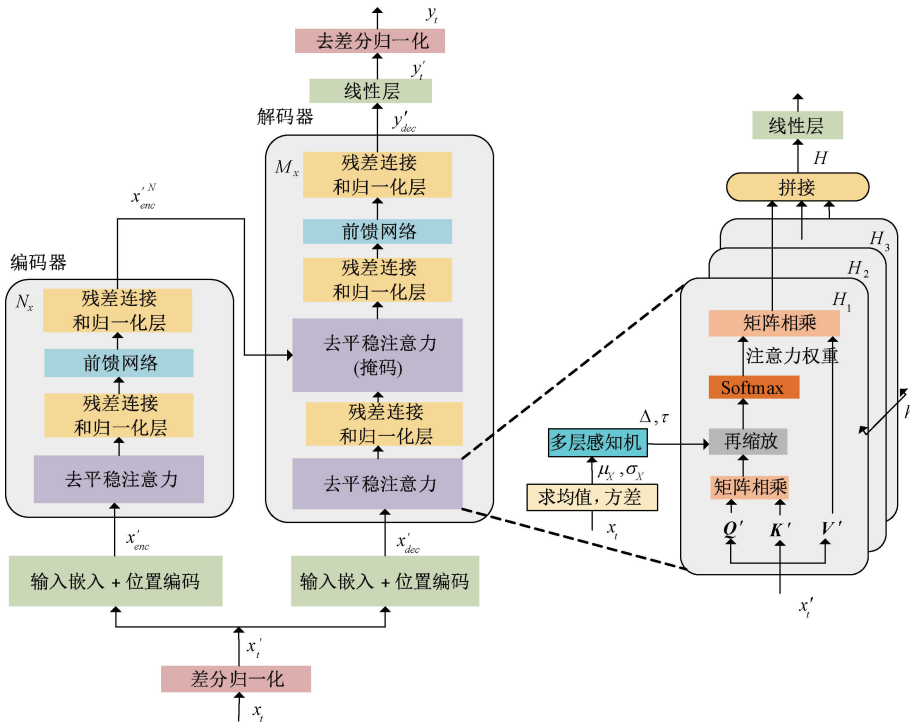 y_t
去差分归一化
y'_t
线性层
解码器
y'_{dec}
M_x
残差连接
和归一化层
前馈网络
残差连接
和归一化层
去平稳注意力
(掩码)
残差连接
和归一化层
去平稳注意力
x'^N_{enc}
编码器
N_x
残差连接
和归一化层
前馈网络
残差连接
和归一化层
去平稳注意力
x'_{enc}
x'_{dec}
输入嵌入 + 位置编码
输入嵌入 + 位置编码
x'_t
差分归一化
x_t
线性层
H
拼接
H_3
H_2
H_1
矩阵相乘
注意力权重
Softmax
h
Δ, τ
多层感知机
再缩放
μ_X, σ_X
求均值, 方差
矩阵相乘
x_t
Q' K' V'
x'_t